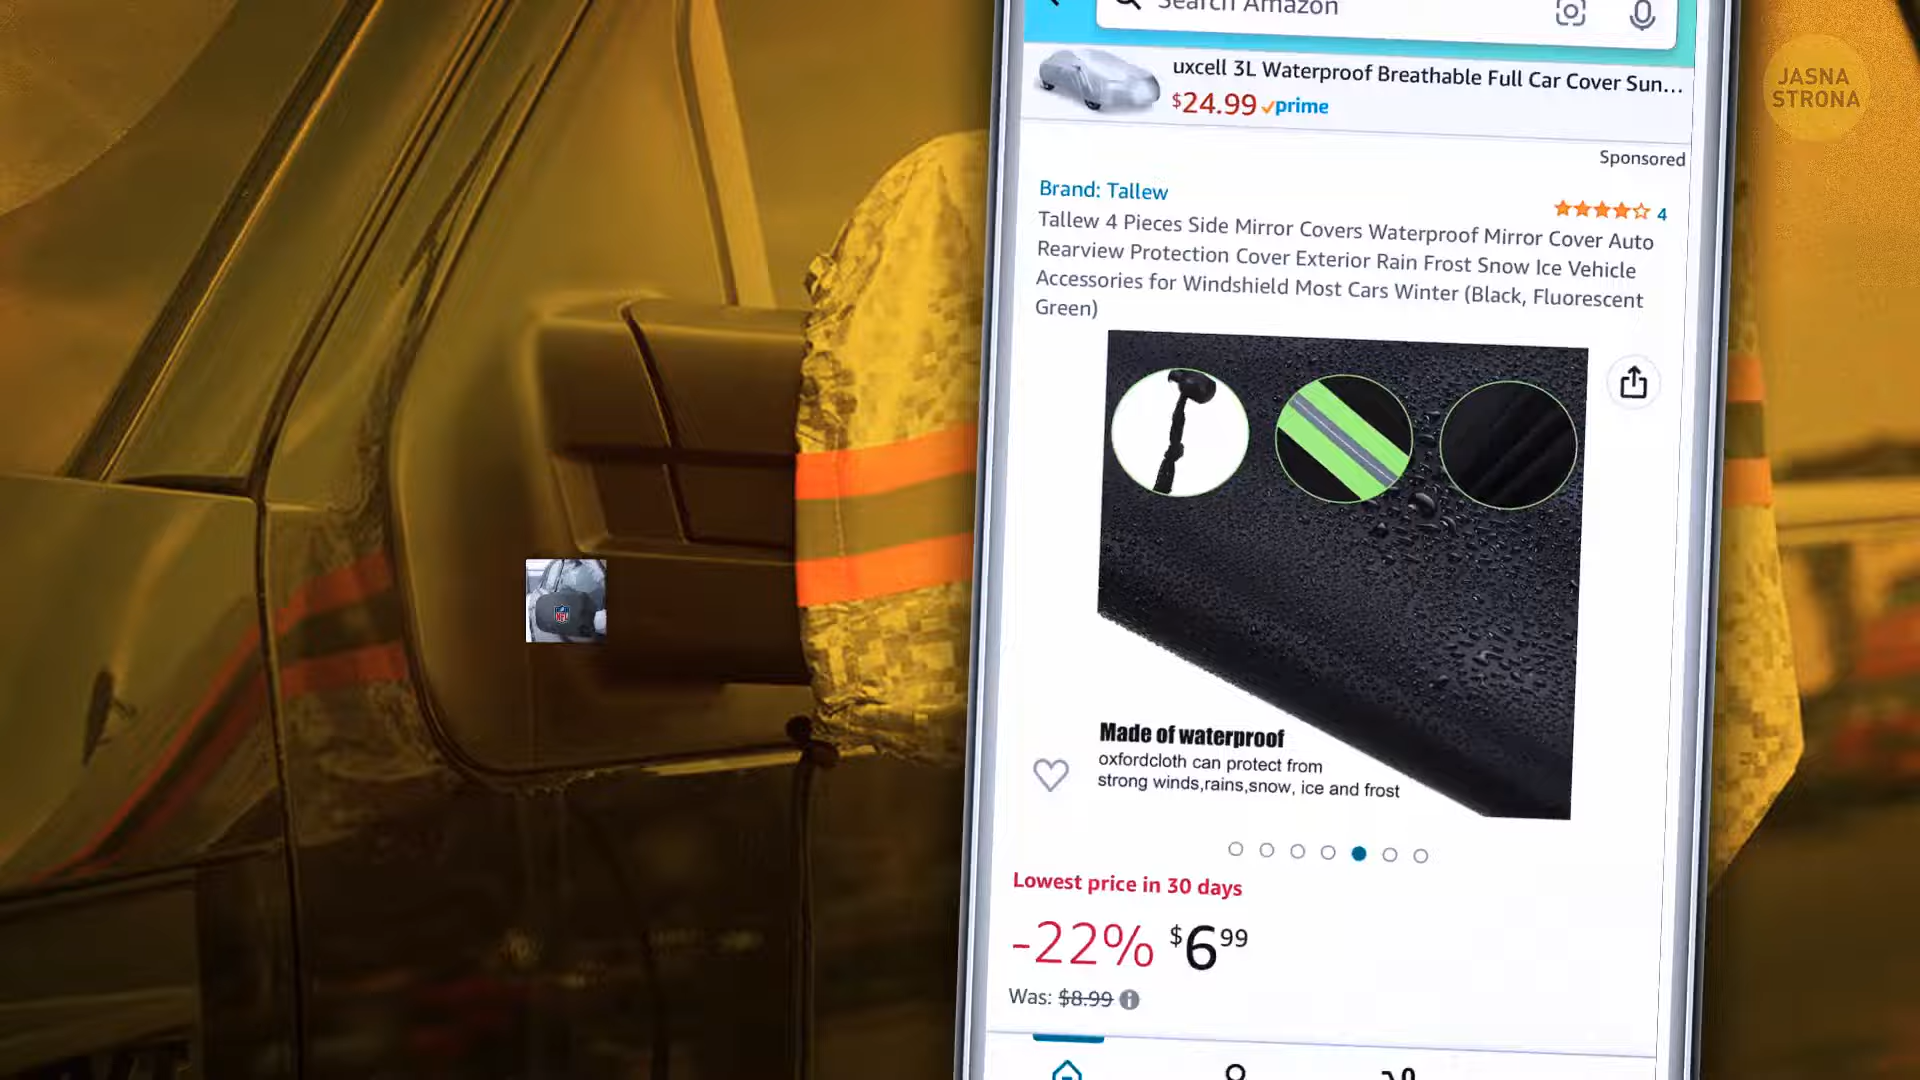 Search Amazon
uxcell 3L Waterproof Breathable Full Car Cover Sun...
$24.99 prime
JASNA
STRONA
Sponsored
Brand: Tallew
4
Tallew 4 Pieces Side Mirror Covers Waterproof Mirror Cover Auto
Rearview Protection Cover Exterior Rain Frost Snow Ice Vehicle
Accessories for Windshield Most Cars Winter (Black, Fluorescent
Green)
NFL
Made of waterproof
oxfordcloth can protect from
strong winds,rains,snow, ice and frost
Lowest price in 30 days
-22% $6 99
Was: $8.99
0